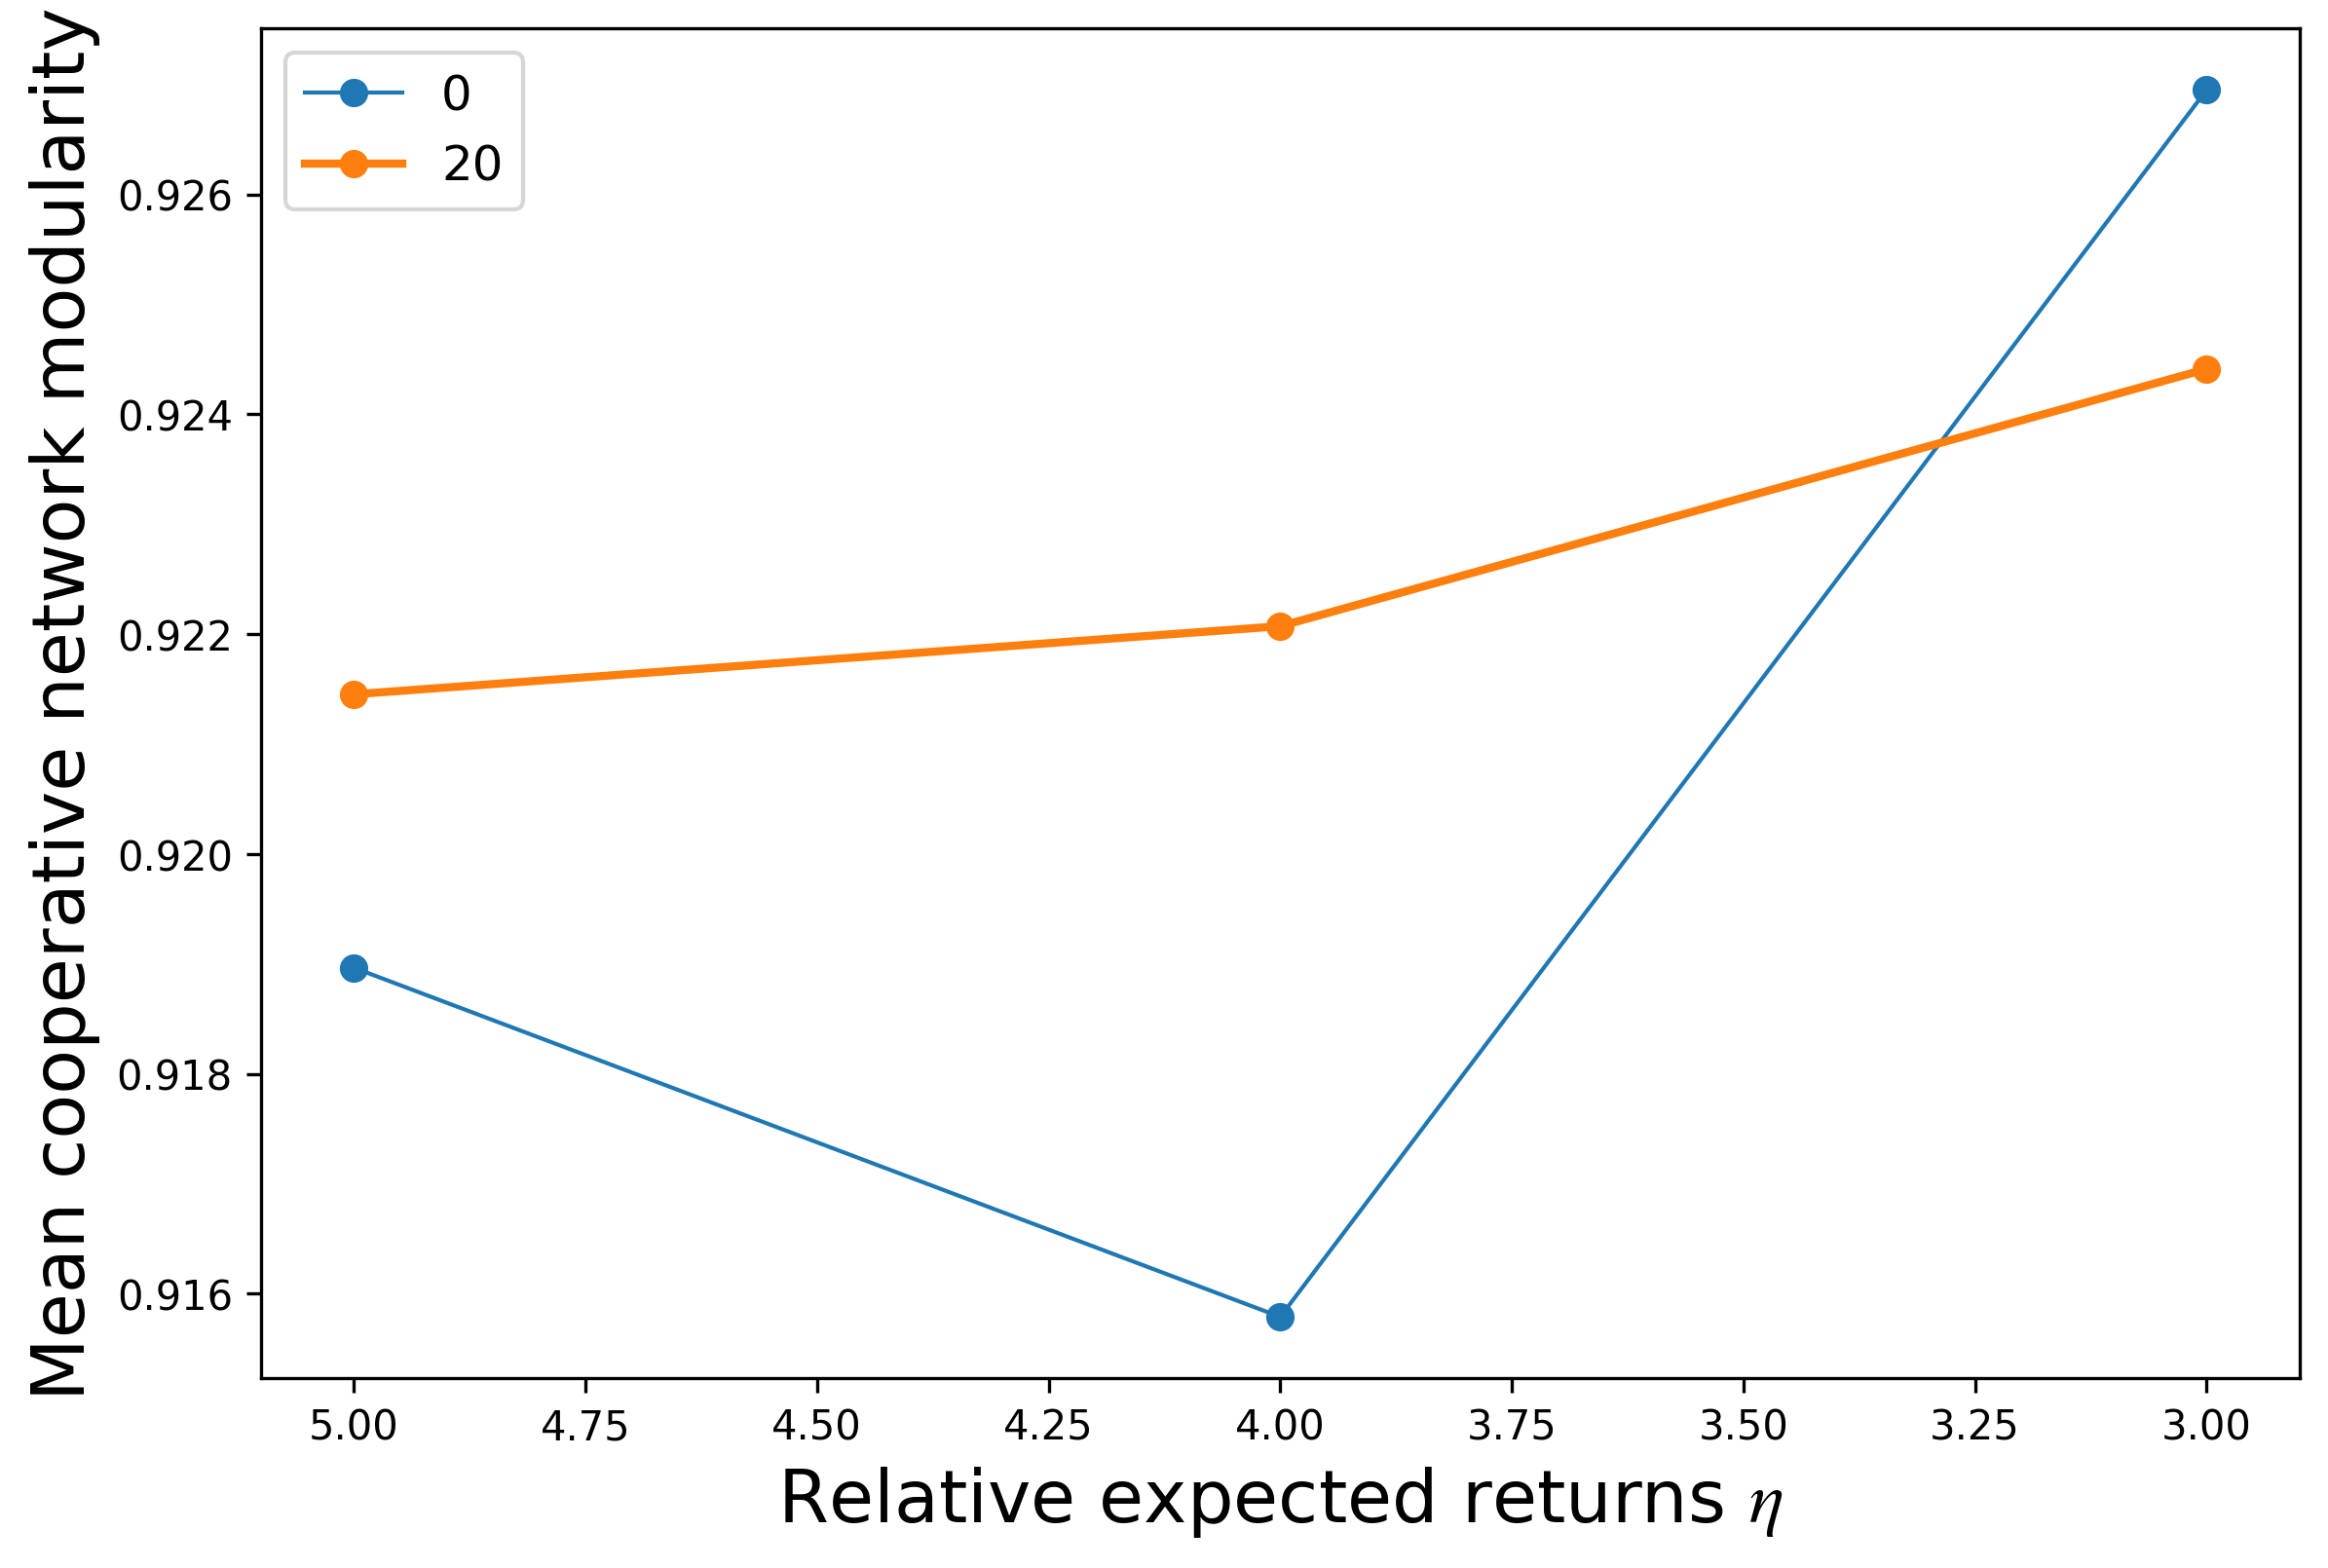 Mean cooperative network modularity
0
20
0.926
0.924
0.922
0.920
0.918
0.916
5.00 4.75 4.50 4.25 4.00 3.75 3.50 3.25 3.00
Relative expected returns η